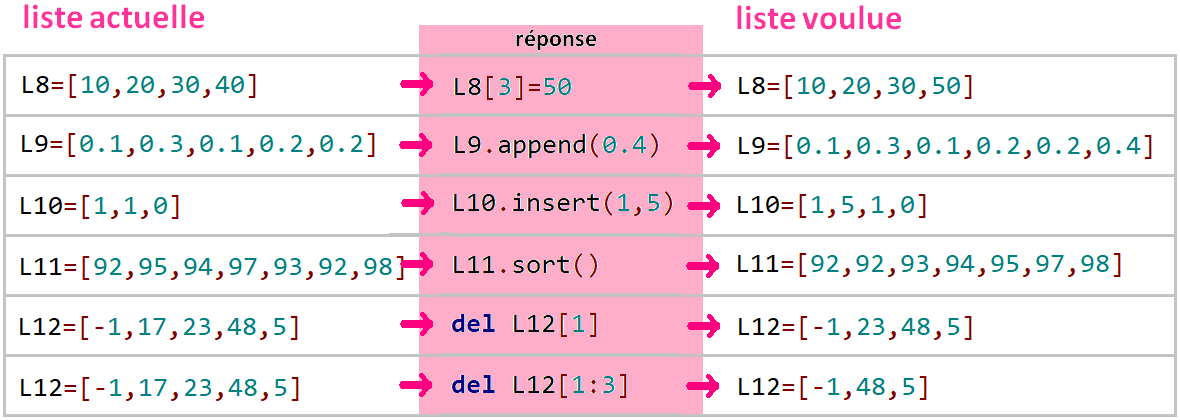 liste actuelle
réponse
liste voulue
L8=[10,20,30,40] → L8[3]=50 → L8=[10,20,30,50]
L9=[0.1,0.3,0.1,0.2,0.2] → L9.append(0.4) → L9=[0.1,0.3,0.1,0.2,0.2,0.4]
L10=[1,1,0] → L10.insert(1,5) → L10=[1,5,1,0]
L11=[92,95,94,97,93,92,98] → L11.sort() → L11=[92,92,93,94,95,97,98]
L12=[-1,17,23,48,5] → del L12[1] → L12=[-1,23,48,5]
L12=[-1,17,23,48,5] → del L12[1:3] → L12=[-1,48,5]